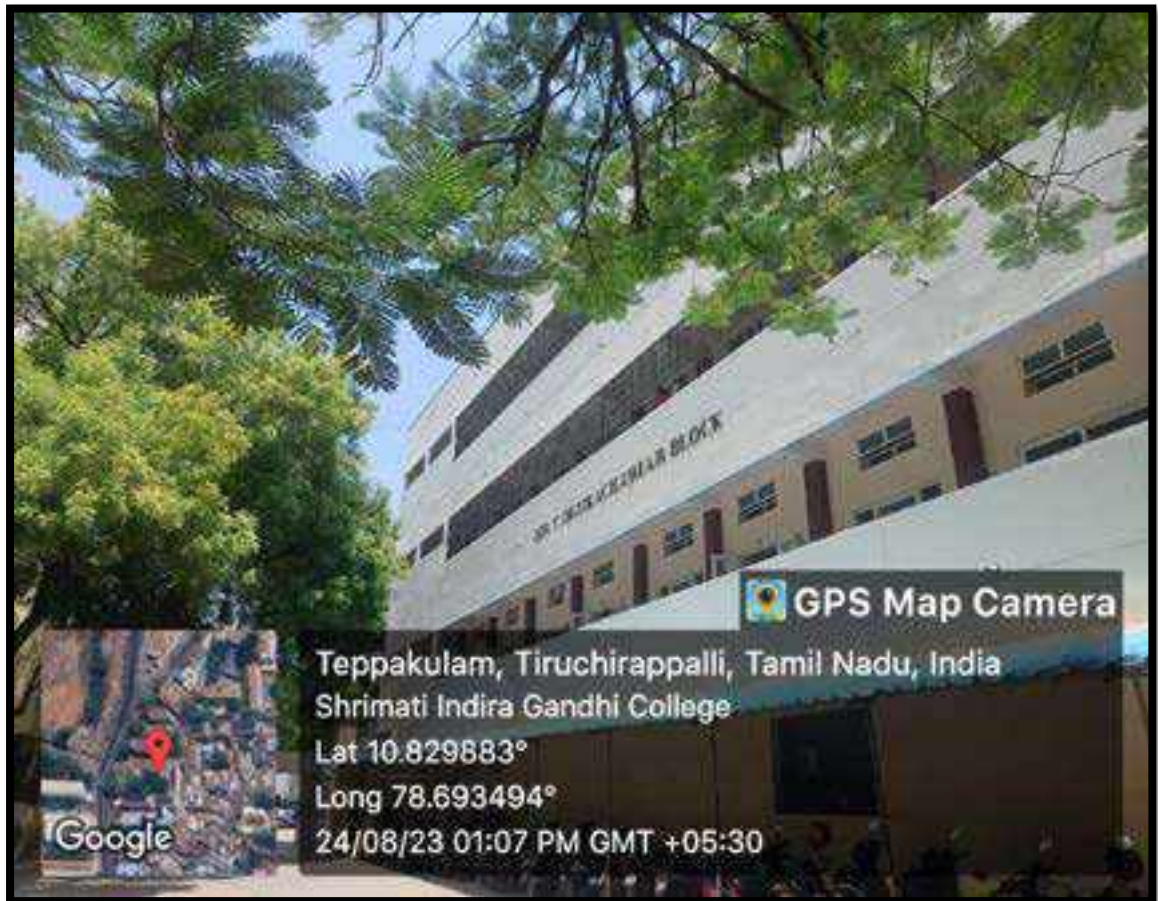 BLOCK
GPS Map Camera
Teppakulam, Tiruchirappalli, Tamil Nadu, India
Shrimati Indira Gandhi College
Lat 10.829883°
Long 78.693494°
24/08/23 01:07 PM GMT +05:30
Google